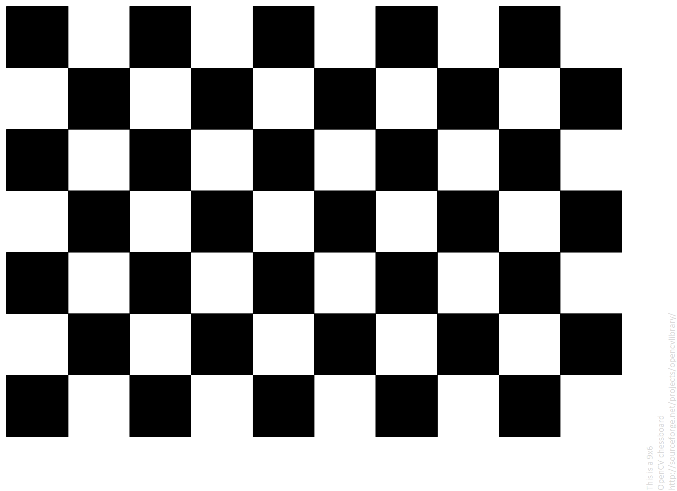 This is a 9x6
OpenCV chessboard
http://sourceforge.net/projects/opencvlibrary/